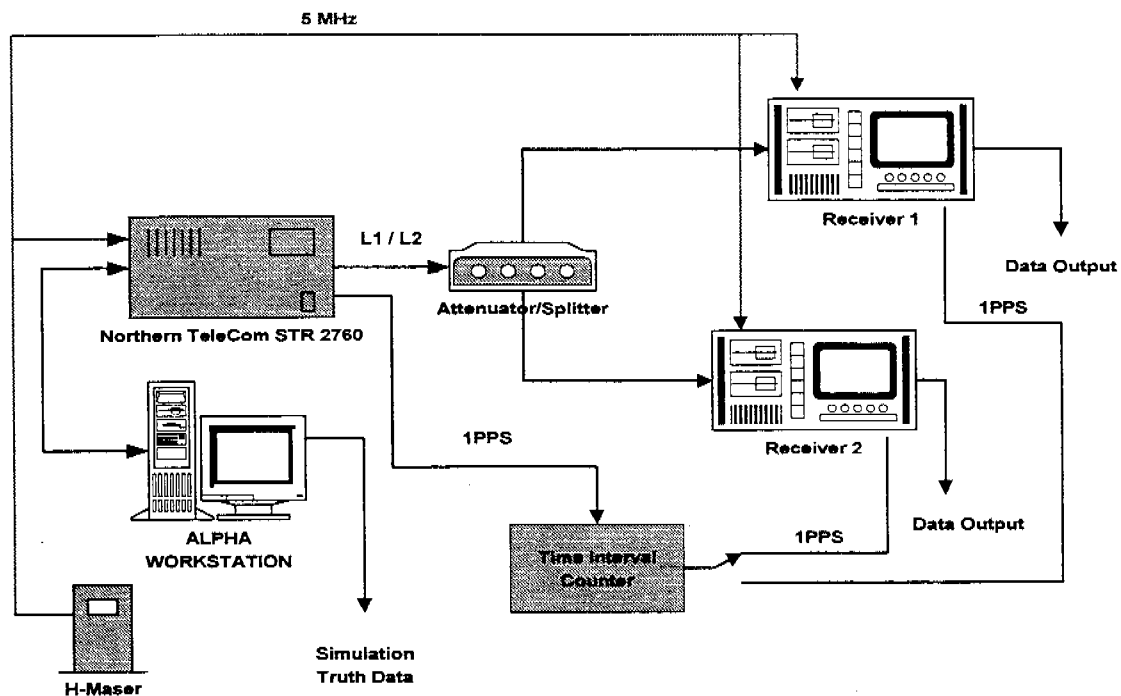 5 MHz
Receiver 1
L1 / L2
Data Output
Attenuator/Splitter
1PPS
Northern TeleCom STR 2760
1PPS
Receiver 2
Data Output
1PPS
Time Interval
Counter
ALPHA
WORKSTATION
Simulation
Truth Data
H-Maser